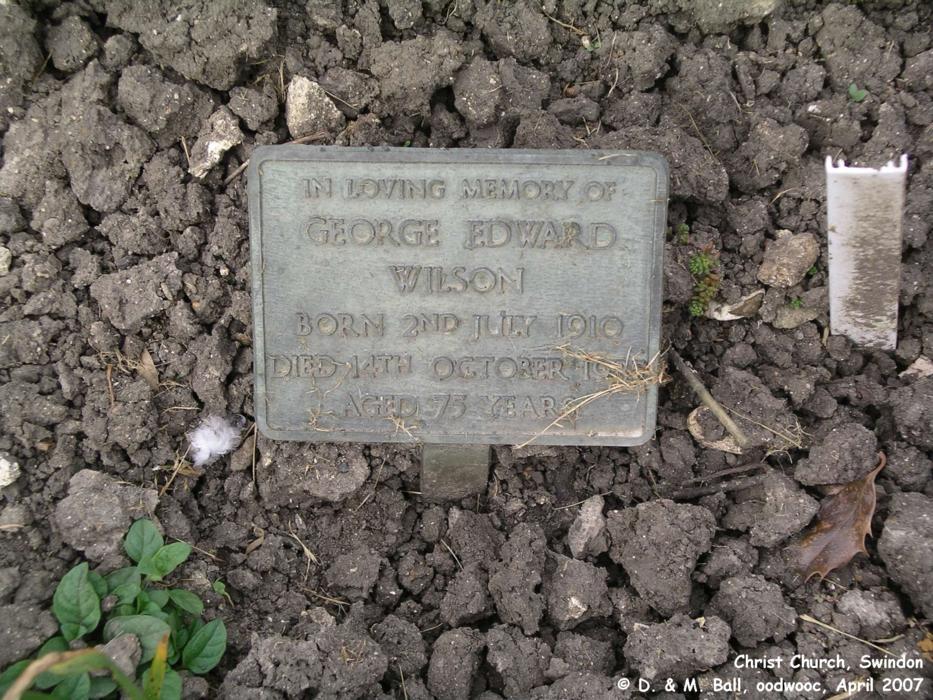 IN LOVING MEMORY OF
GEORGE EDWARD
WILSON
BORN 2ND JULY 1910
DIED 14TH OCTOBER
AGED 75 YEARS
Christ Church, Swindon
© D. & M. Ball, oodwooc, April 2007